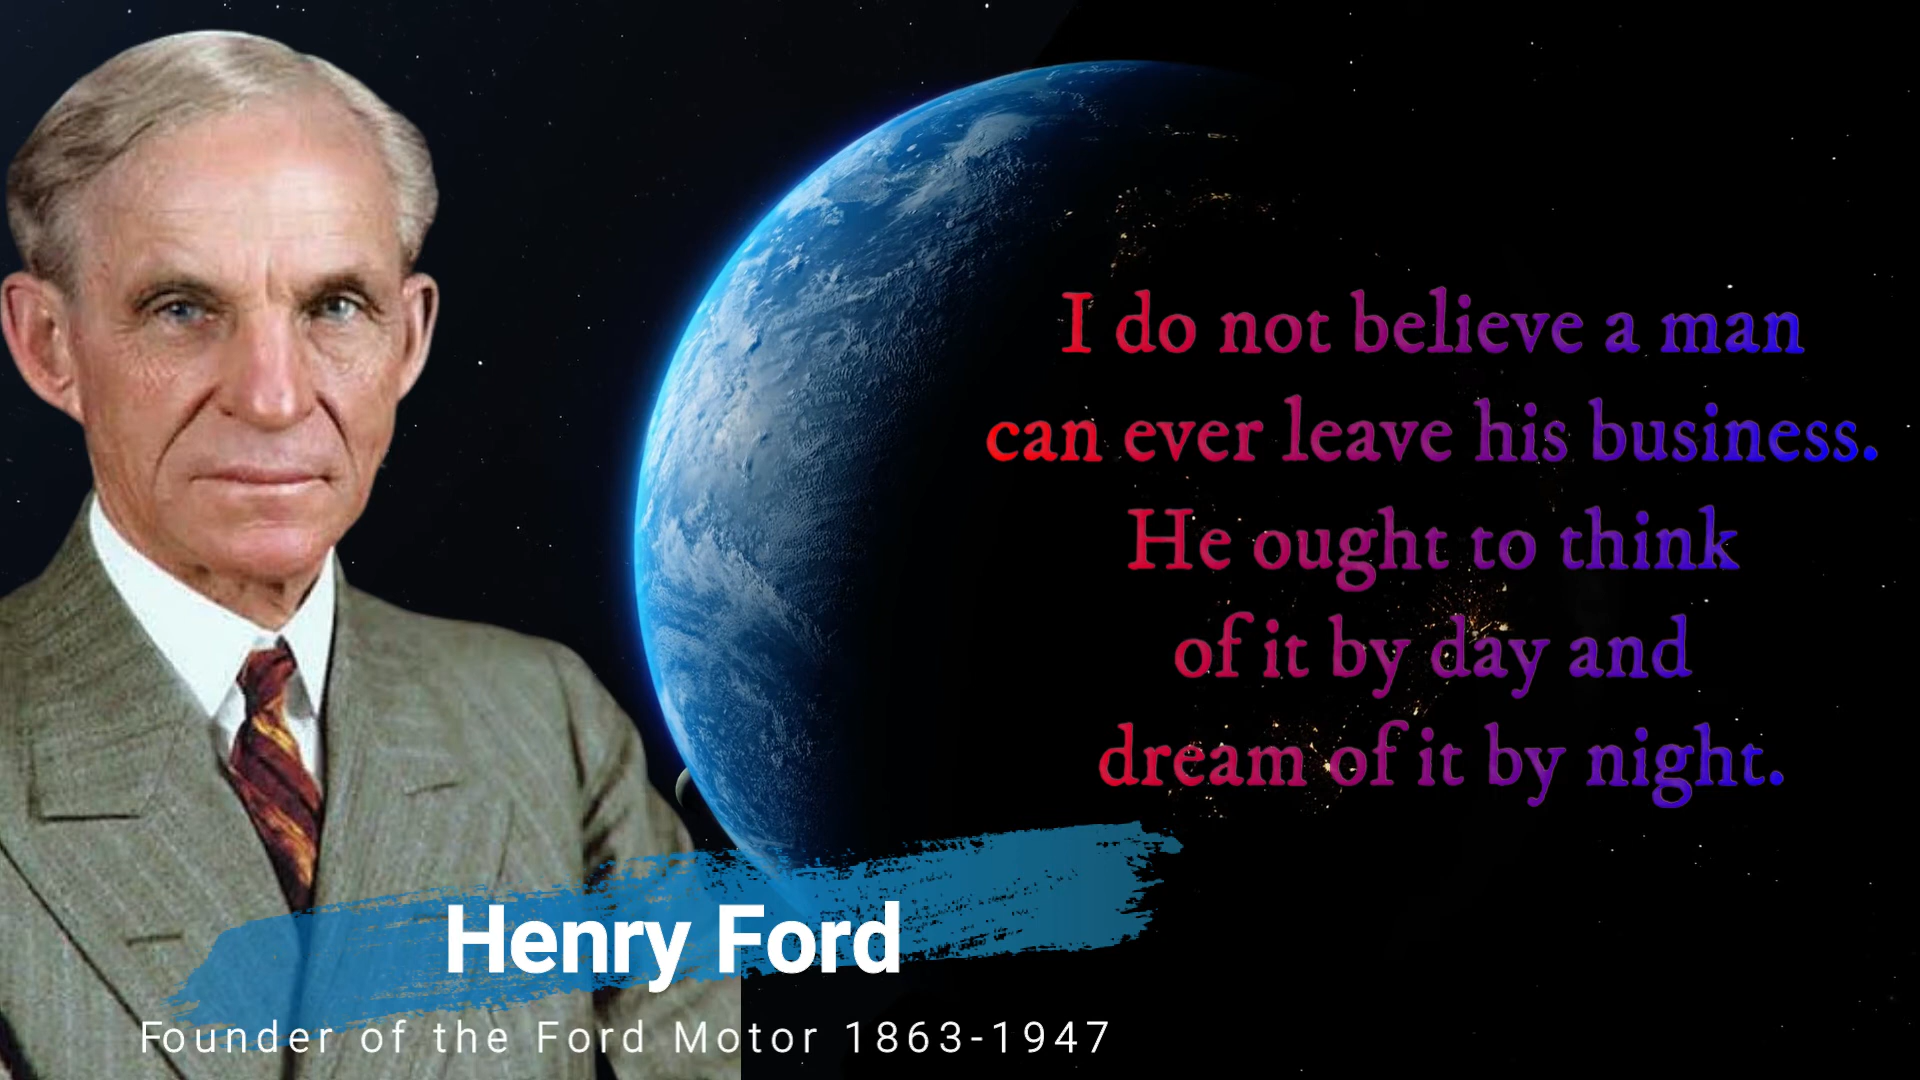 I do not believe a man
can ever leave his business.
He ought to think
of it by day and
dream of it by night.
Henry Ford
Founder of the Ford Motor 1863-1947